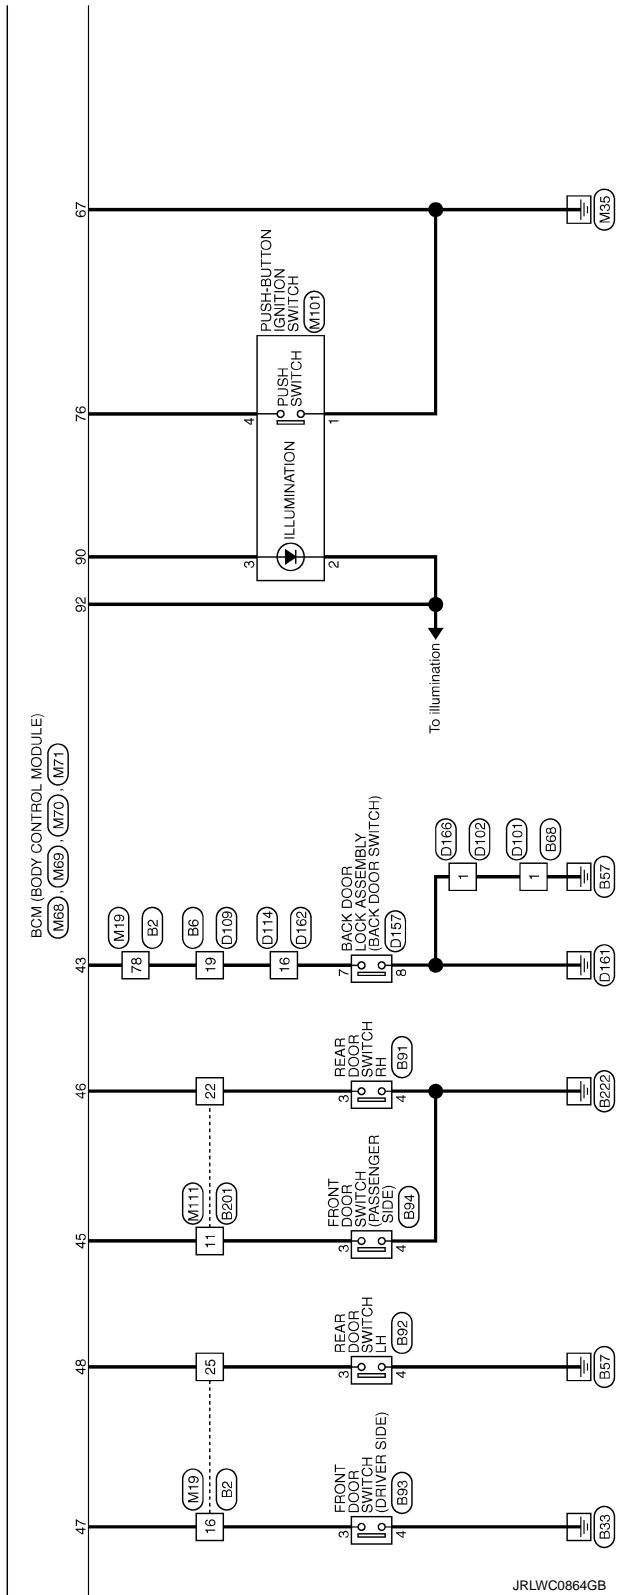 BCM (BODY CONTROL MODULE)
M68 , M69 , M70 , M71
47
48
45
46
43
92
90
76
67
M19
B2
16
25
M111
B201
11
22
M19
78
B2
B6
19
D109
D114
16
D162
3
FRONT
DOOR
SWITCH
(DRIVER SIDE)
B93
4
3
REAR
DOOR
SWITCH
LH
B92
4
3
FRONT
DOOR
SWITCH
(PASSENGER
SIDE)
B94
4
3
REAR
DOOR
SWITCH
RH
B91
4
7
BACK DOOR
LOCK ASSEMBLY
(BACK DOOR SWITCH)
D157
8
D166
1
D102
D101
1
B68
To illumination
3
ILLUMINATION
2
4
PUSH
SWITCH
1
PUSH-BUTTON
IGNITION
SWITCH
M101
B33
B57
B222
D161
B57
M35
JRLWC0864GB